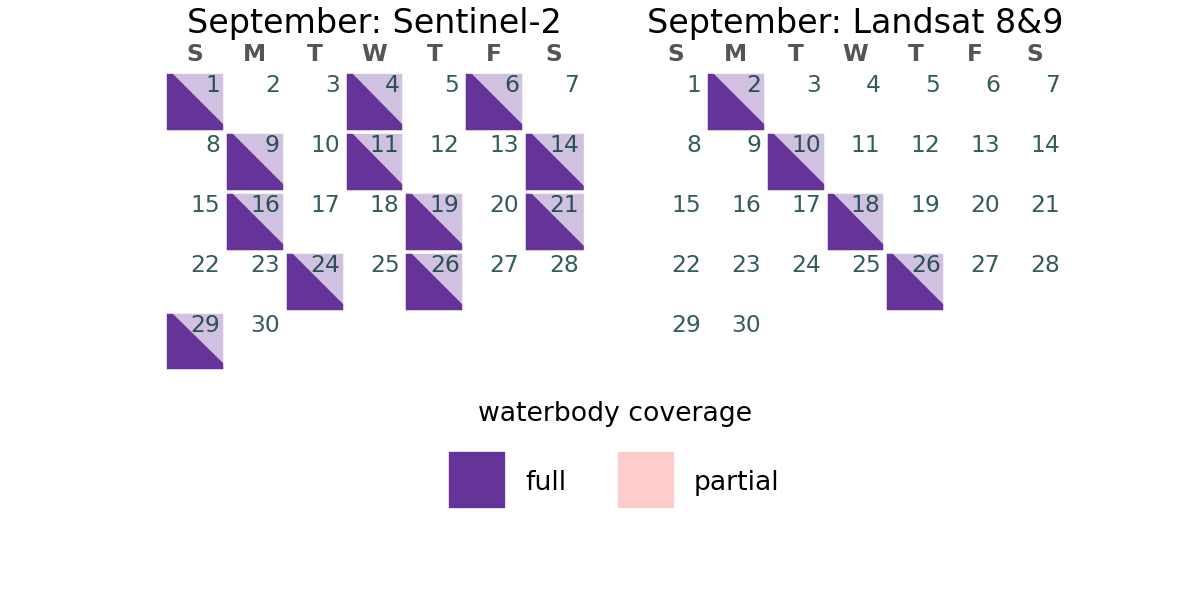 September: Sentinel-2
S M T W T F S
1 2 3 4 5 6 7
8 9 10 11 12 13 14
15 16 17 18 19 20 21
22 23 24 25 26 27 28
29 30
September: Landsat 8&9
S M T W T F S
1 2 3 4 5 6 7
8 9 10 11 12 13 14
15 16 17 18 19 20 21
22 23 24 25 26 27 28
29 30
waterbody coverage
full partial